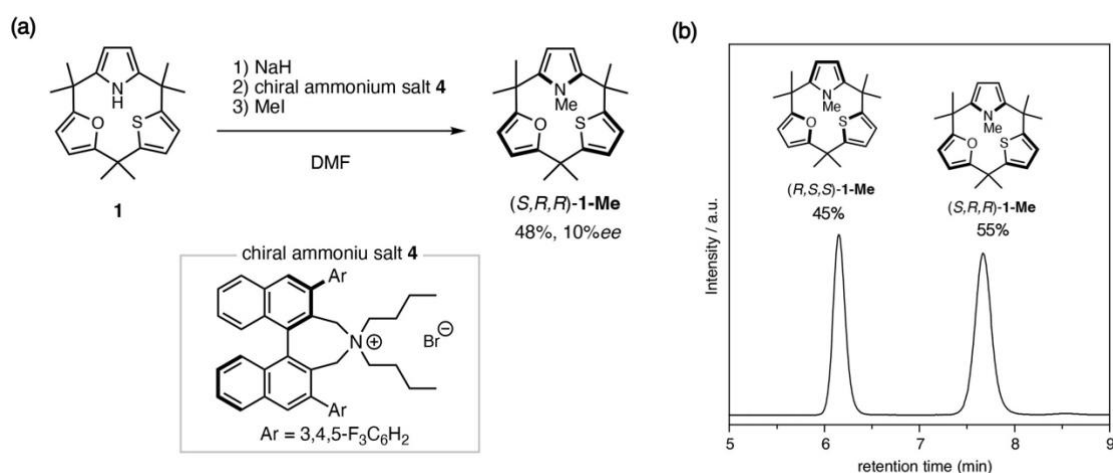 (a)
NH
O
S
1
1) NaH
2) chiral ammonium salt 4
3) MeI
DMF
N
Me
O
S
(S,R,R)-1-Me
48%, 10%ee
chiral ammoniu salt 4
Ar
N
+
Br
−
Ar
Ar = 3,4,5-F3C6H2
(b)
Intensity / a.u.
N
Me
O
S
(R,S,S)-1-Me
45%
N
Me
O
S
(S,R,R)-1-Me
55%
5 6 7 8 9
retention time (min)